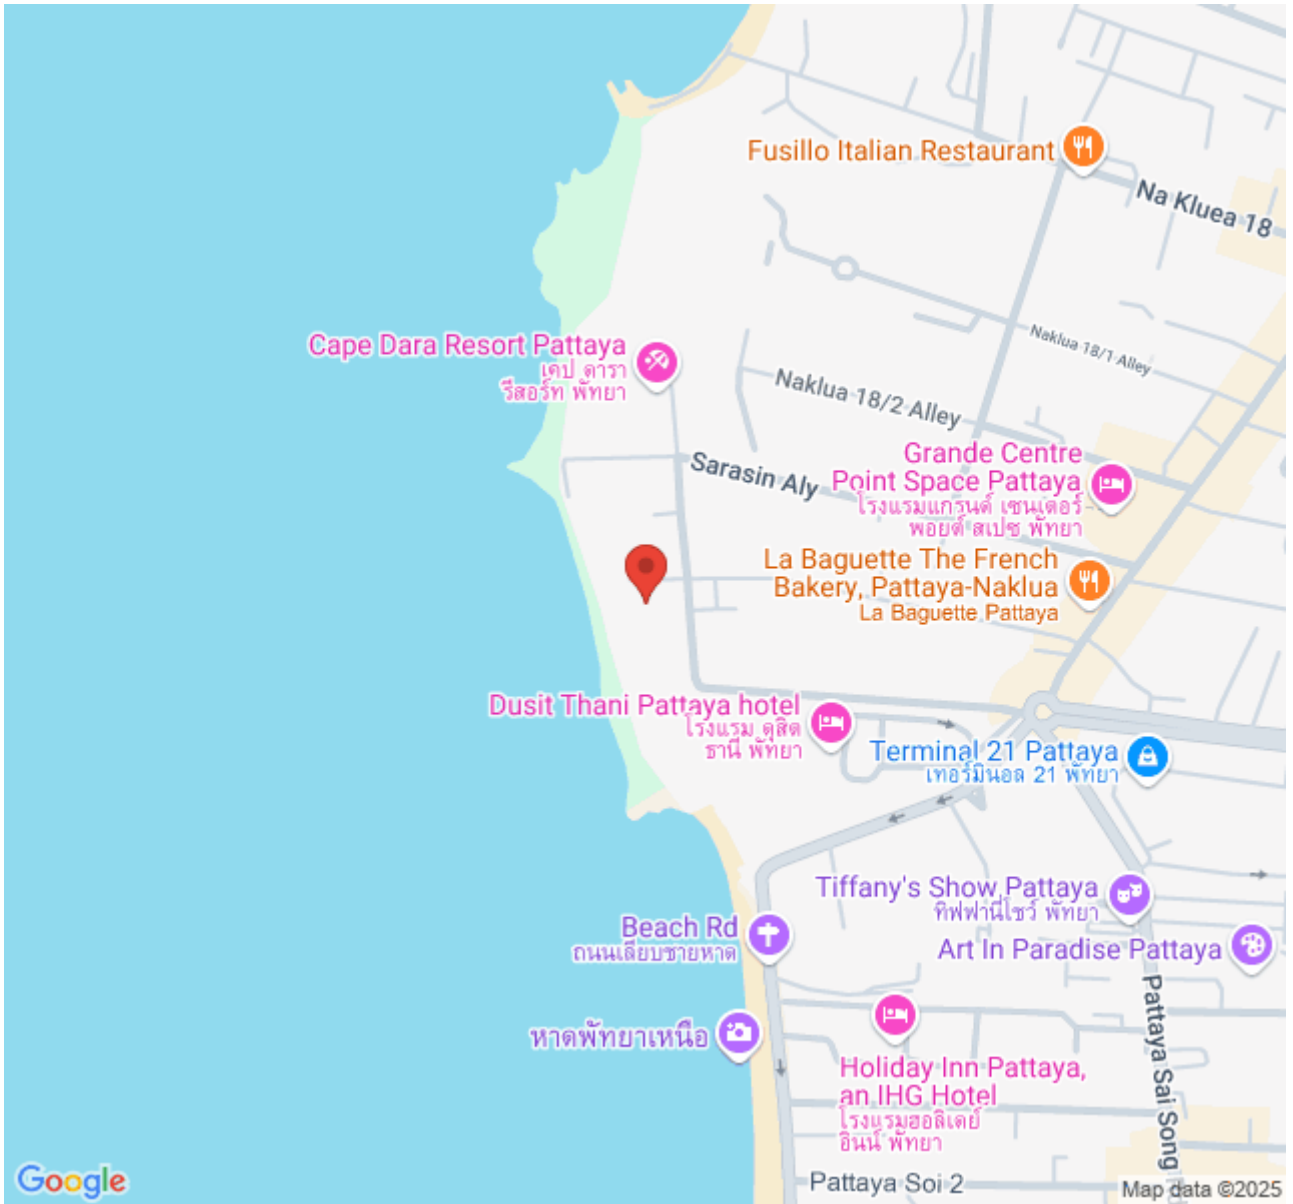 Fusillo Italian Restaurant
Na Kluea 18
Cape Dara Resort Pattaya
เคป ดารา
รีสอร์ท พัทยา
Naklua 18/1 Alley
Naklua 18/2 Alley
Sarasin Aly
Grande Centre
Point Space Pattaya
โรงแรมแกรนด์ เซนเตอร์
พอยต์ สเปซ พัทยา
La Baguette The French
Bakery, Pattaya-Naklua
La Baguette Pattaya
Dusit Thani Pattaya hotel
โรงแรม ดุสิต
ธานี พัทยา
Terminal 21 Pattaya
เทอร์มินอล 21 พัทยา
Tiffany's Show Pattaya
ทิฟฟานี่โชว์ พัทยา
Beach Rd
ถนนเลียบชายหาด
Art In Paradise Pattaya
หาดพัทยาเหนือ
Holiday Inn Pattaya,
an IHG Hotel
โรงแรมฮอลิเดย์
อินน์ พัทยา
Pattaya Sai Song
Pattaya Soi 2
Google
Map data ©2025